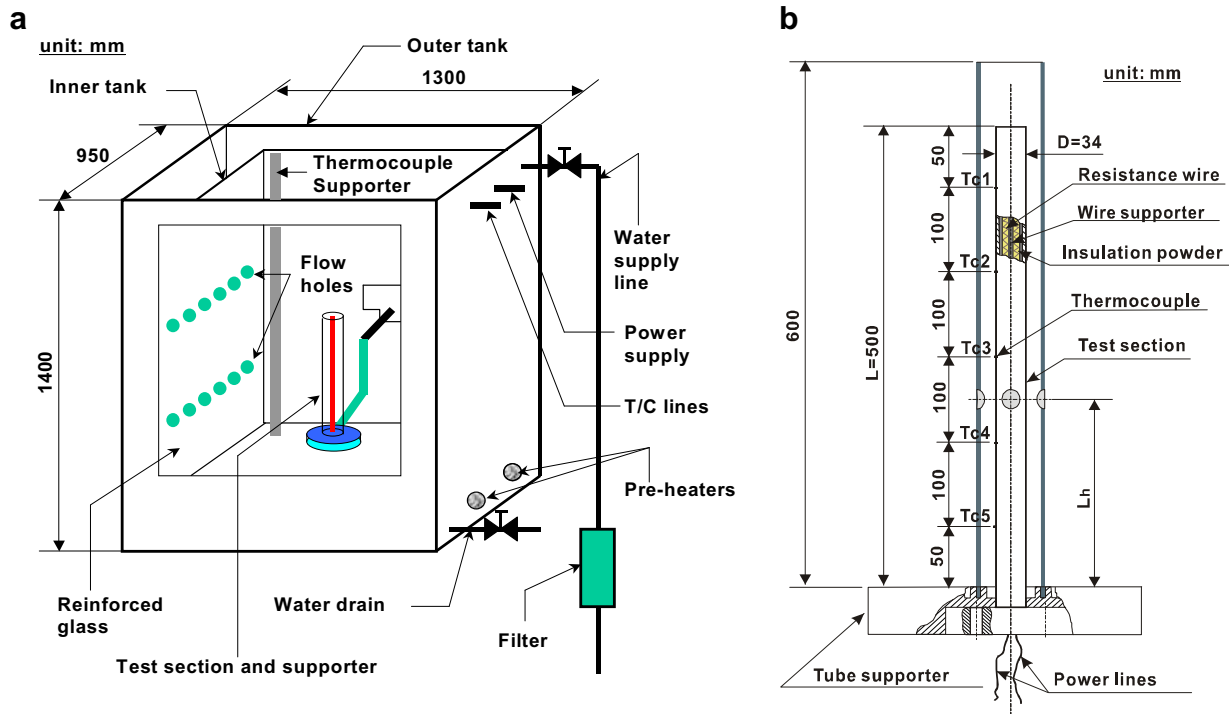 a
unit: mm
Outer tank
1300
Inner tank
950
Thermocouple
Supporter
Flow
holes
1400
Water
supply
line
Power
supply
T/C lines
Pre-heaters
Reinforced
glass
Water drain
Filter
Test section and supporter
b
unit: mm
600
L=500
50
D=34
Tc1
Resistance wire
100
Wire supporter
Insulation powder
Tc2
100
Thermocouple
Tc3
Test section
100
Tc4
100
Lh
Tc5
50
Tube supporter
Power lines